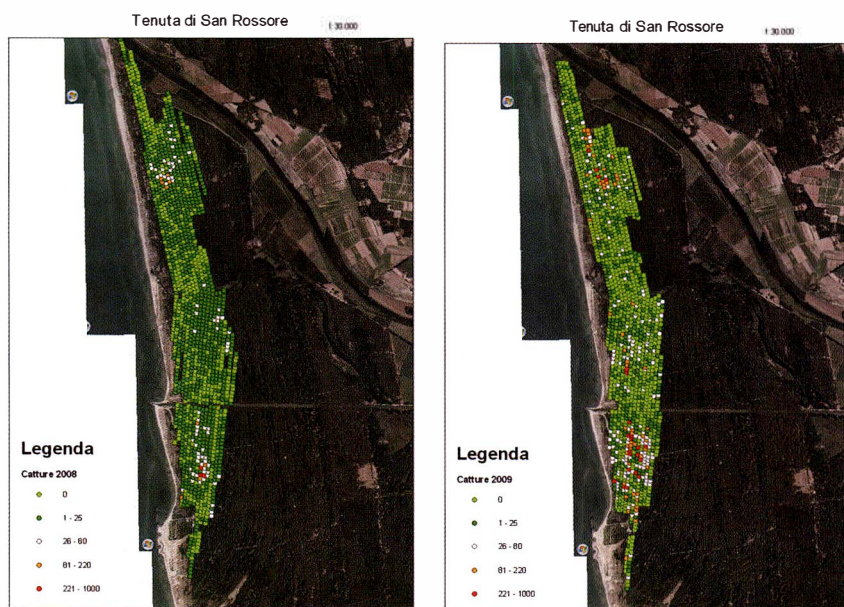 Tenuta di San Rossore
1:30.000
Legenda
Catture 2008
0
1 - 25
26 - 80
81 - 220
221 - 1000
Tenuta di San Rossore
1:30.000
Legenda
Catture 2009
0
1 - 25
26 - 80
81 - 220
221 - 1000